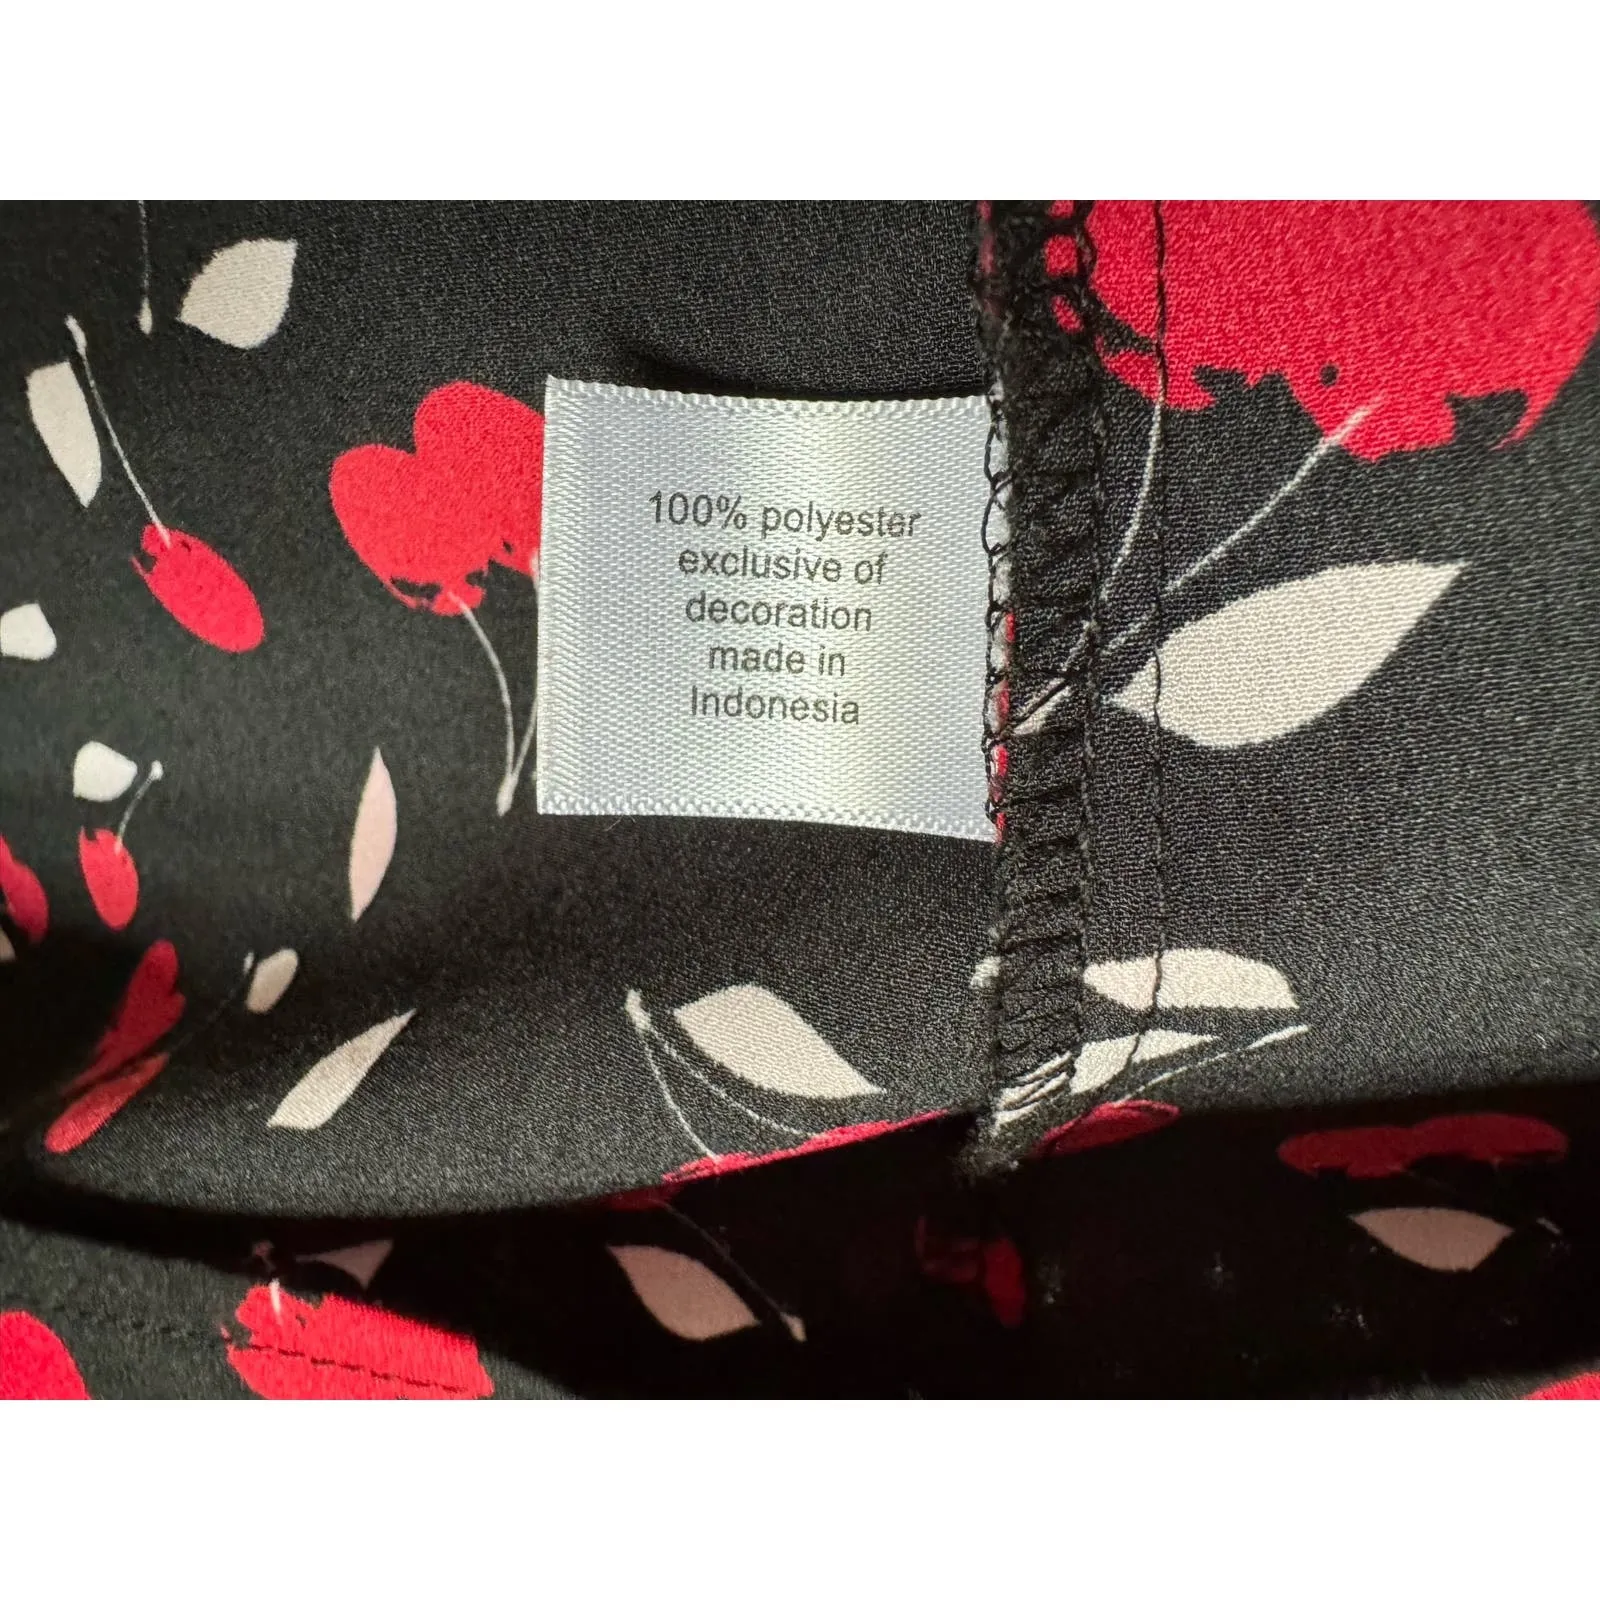 100% polyester
exclusive of
decoration
made in
Indonesia